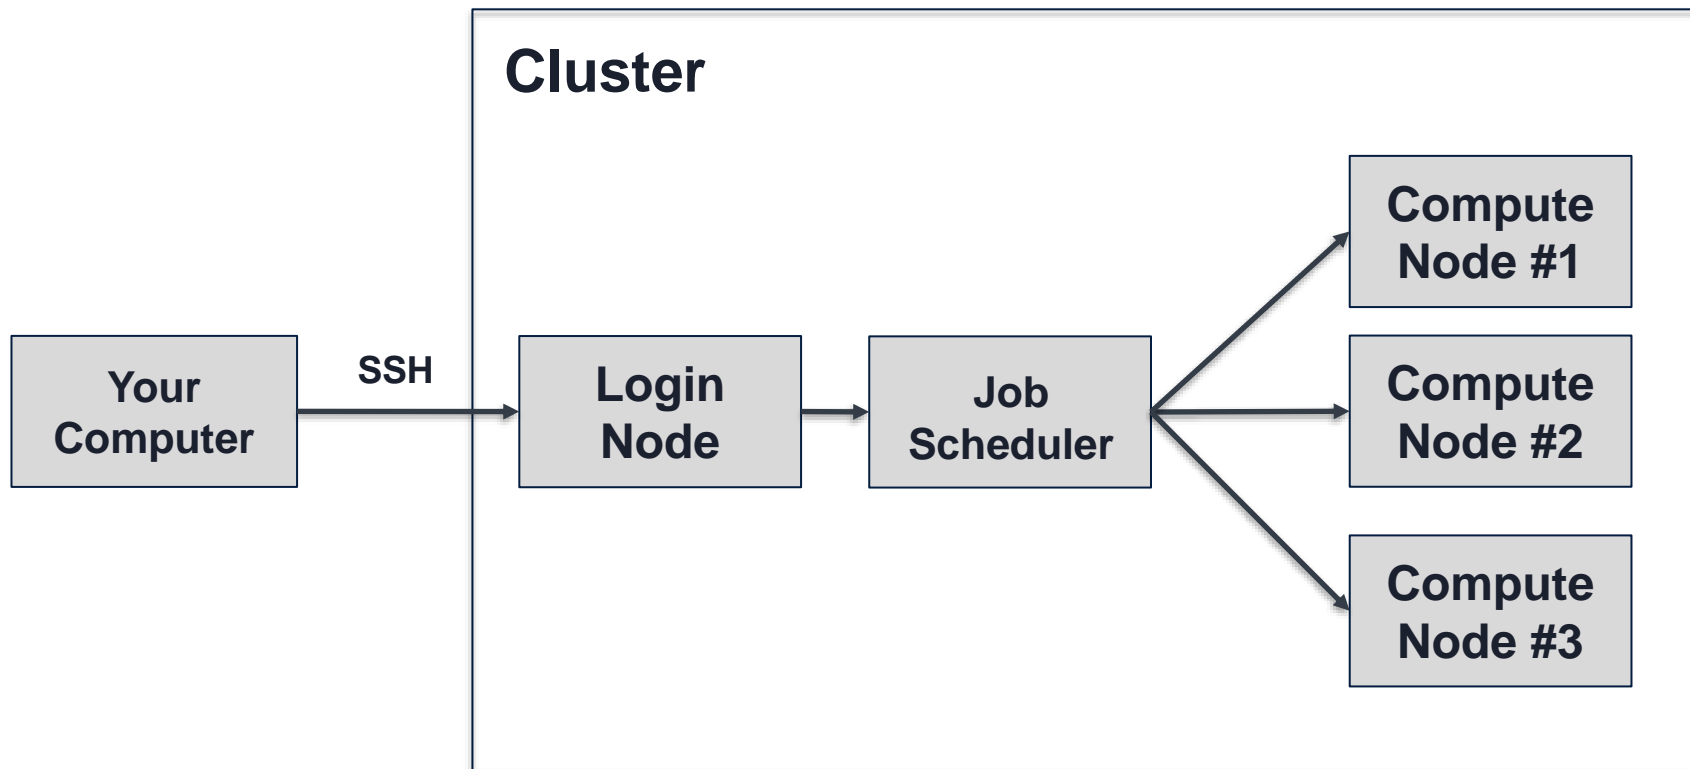 Cluster
Your
Computer
SSH
Login
Node
Job
Scheduler
Compute
Node #1
Compute
Node #2
Compute
Node #3